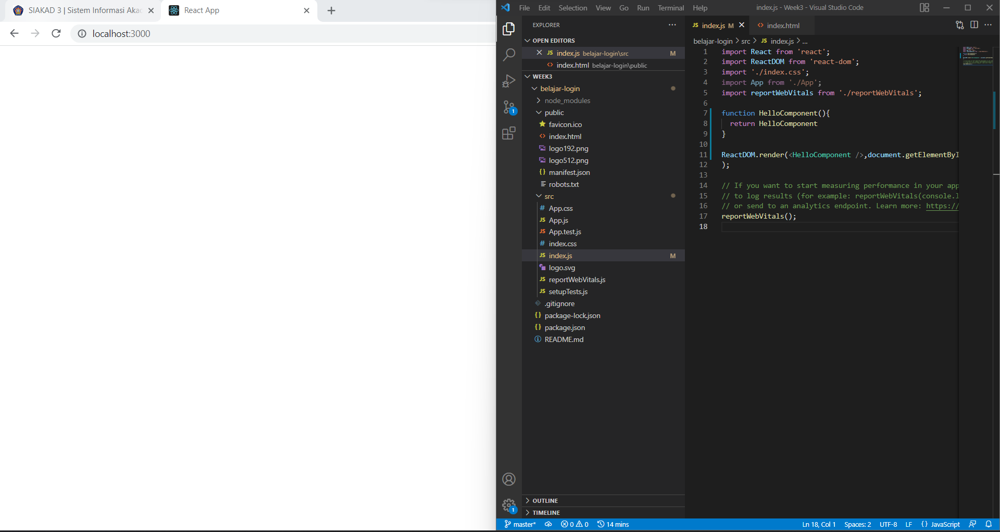 SIAKAD 3 | Sistem Informasi Aka
React App
localhost:3000
File Edit Selection View Go Run Terminal Help
index.js - Week3 - Visual Studio Code
EXPLORER
OPEN EDITORS
JS index.js belajar-login\src M
<> index.html belajar-login\public
WEEK3
belajar-login
node_modules
public
favicon.ico
<> index.html
logo192.png
logo512.png
{} manifest.json
robots.txt
src
# App.css
JS App.js
JS App.test.js
# index.css
JS index.js M
logo.svg
JS reportWebVitals.js
JS setupTests.js
.gitignore
{} package-lock.json
{} package.json
README.md
OUTLINE
TIMELINE
1
1
JS index.js M
<> index.html
belajar-login > src > JS index.js > ...
1 import React from 'react';
2 import ReactDOM from 'react-dom';
3 import './index.css';
4 import App from './App';
5 import reportWebVitals from './reportWebVitals';
6
7 function HelloComponent(){
8 return HelloComponent
9 }
10
11 ReactDOM.render(<HelloComponent />,document.getElementByI
12 );
13
14 // If you want to start measuring performance in your app
15 // to log results (for example: reportWebVitals(console.l
16 // or send to an analytics endpoint. Learn more: https://
17 reportWebVitals();
18
master* 0 0 14 mins
Ln 18, Col 1 Spaces: 2 UTF-8 LF {} JavaScript